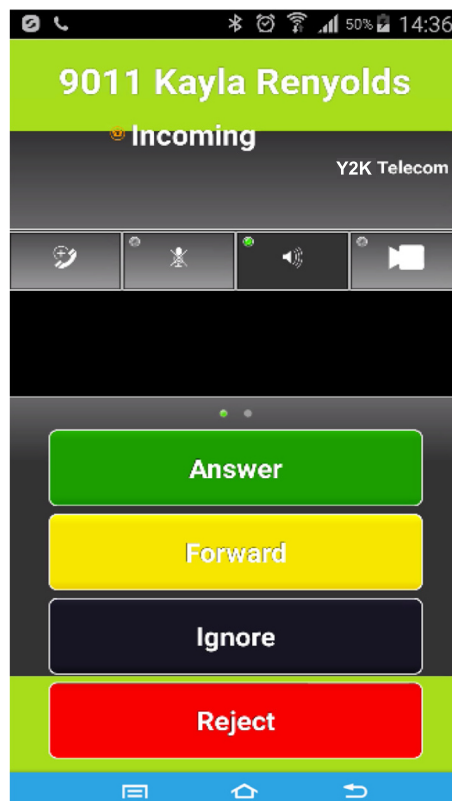 50% 14:36
9011 Kayla Renyolds
Incoming
Y2K Telecom
Answer
Forward
Ignore
Reject